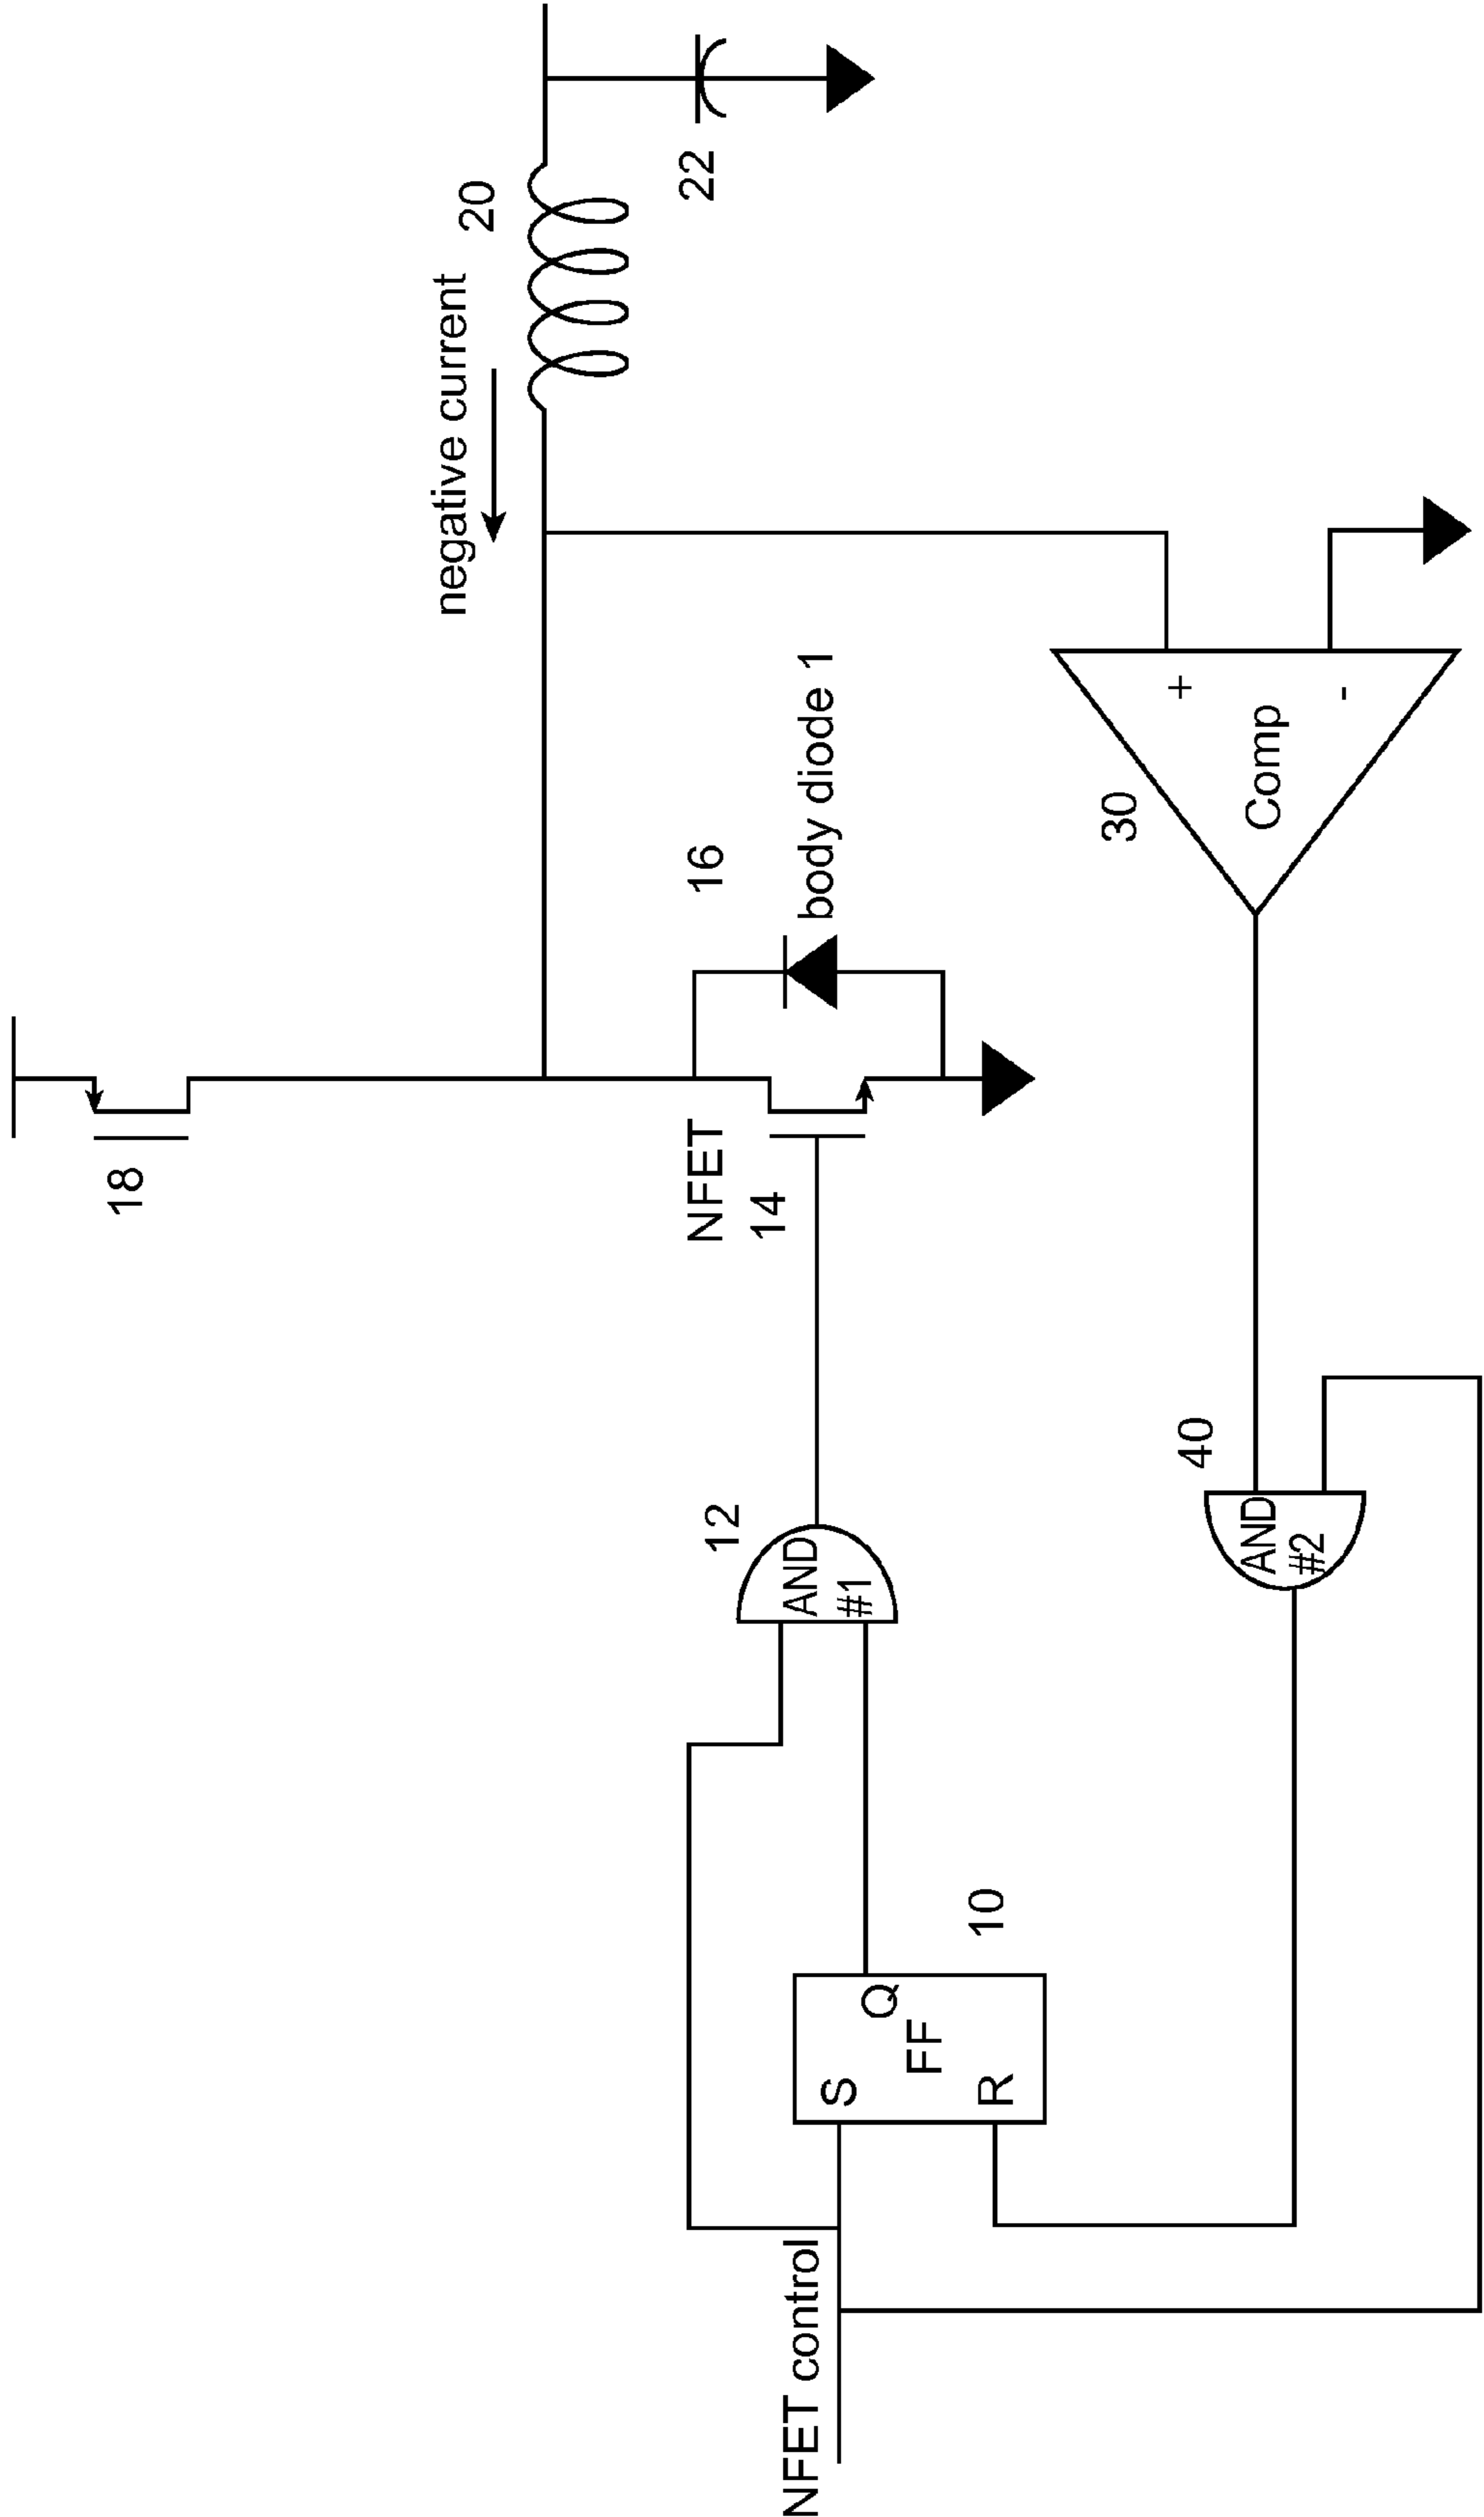 18
negative current
20
22
NFET
14
16
body diode 1
12
AND
#1
NFET control
S
Q
FF
R
10
30
+
-
Comp
40
AND
#2